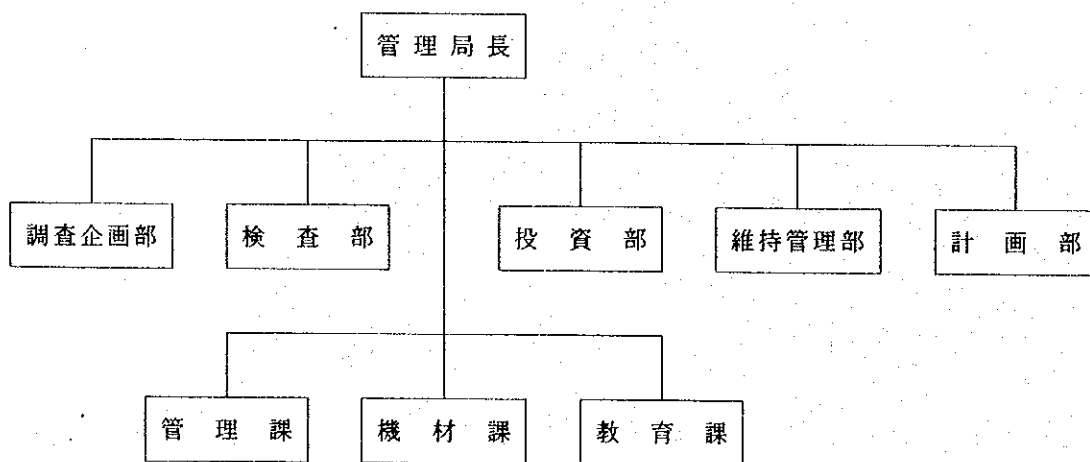 管理局長
調査企画部
検査部
投資部
維持管理部
計画部
管理課
機材課
教育課